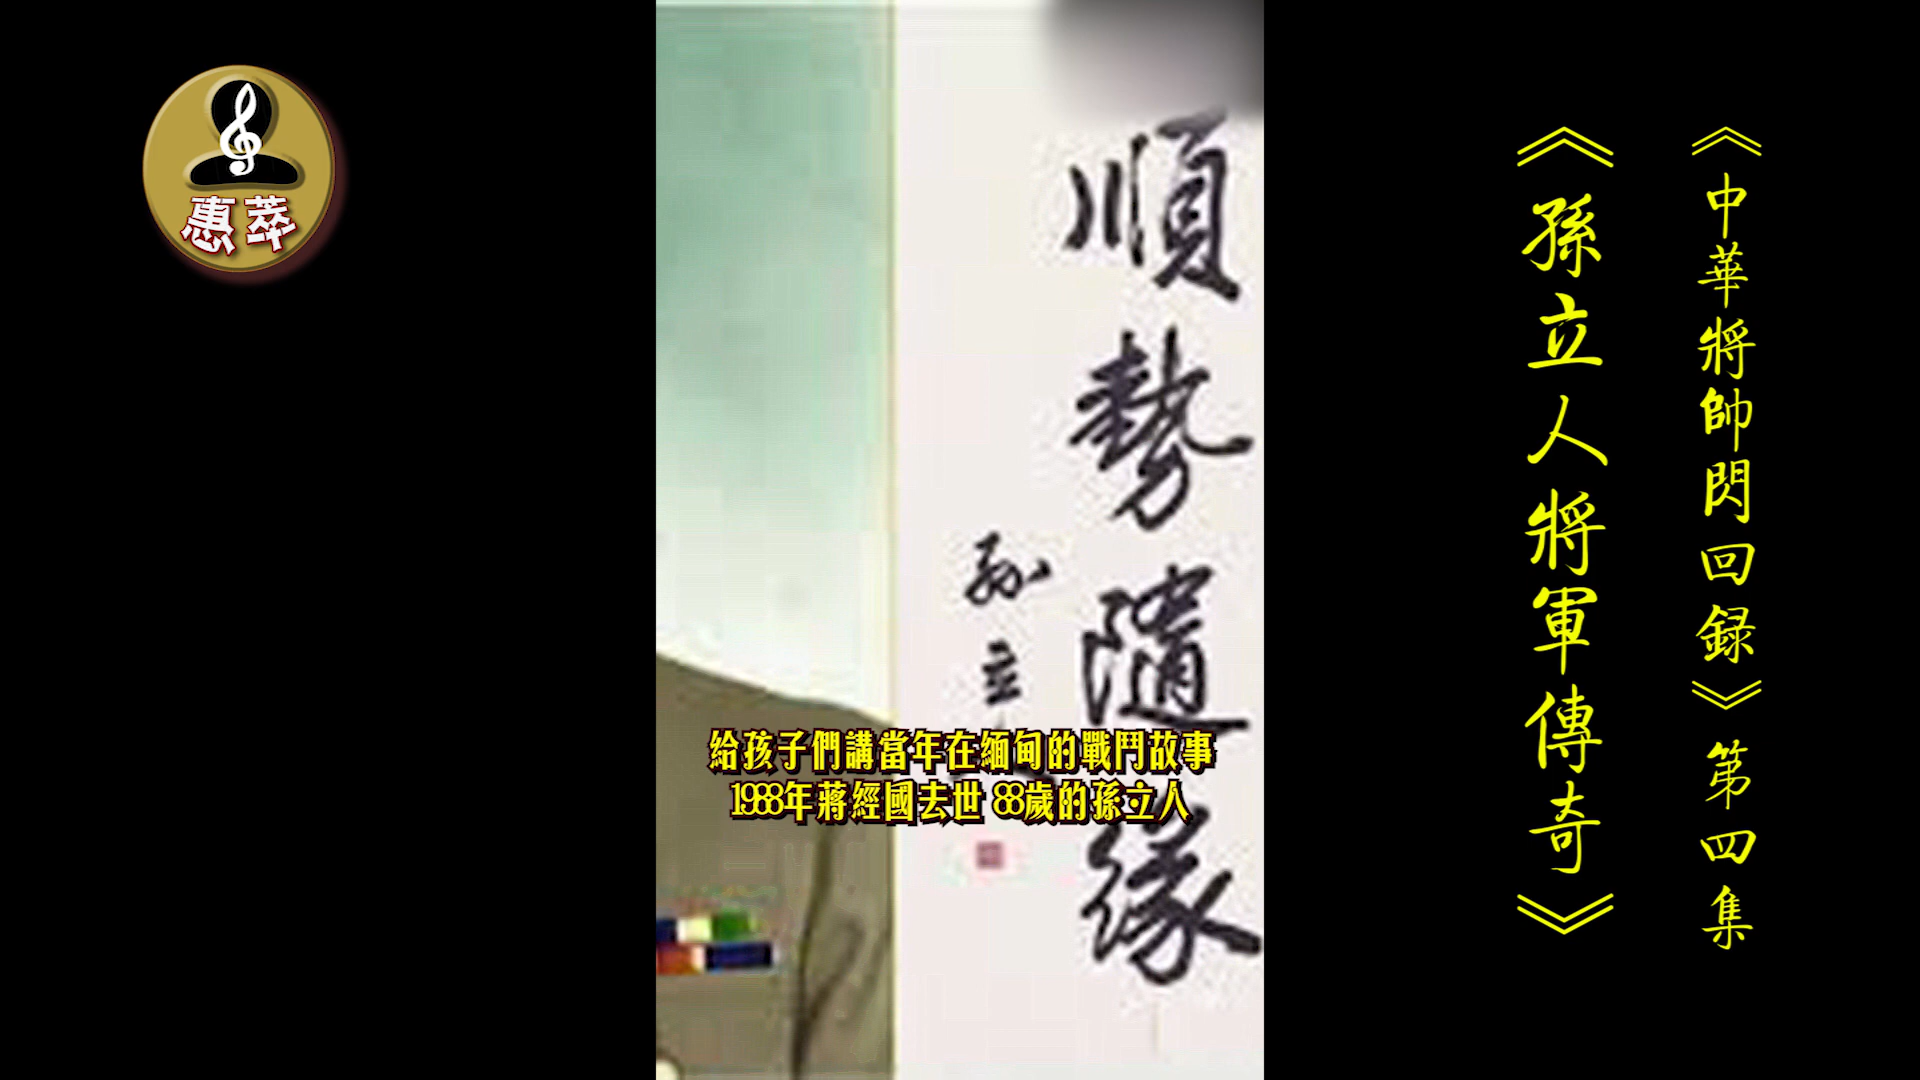 《中華將帥閃回録》第四集
《孫立人將軍傳奇》
惠萃
順勢隨緣
孙立人
給孩子們講當年在緬甸的戰鬥故事
1988年蔣經國去世 88歲的孫立人